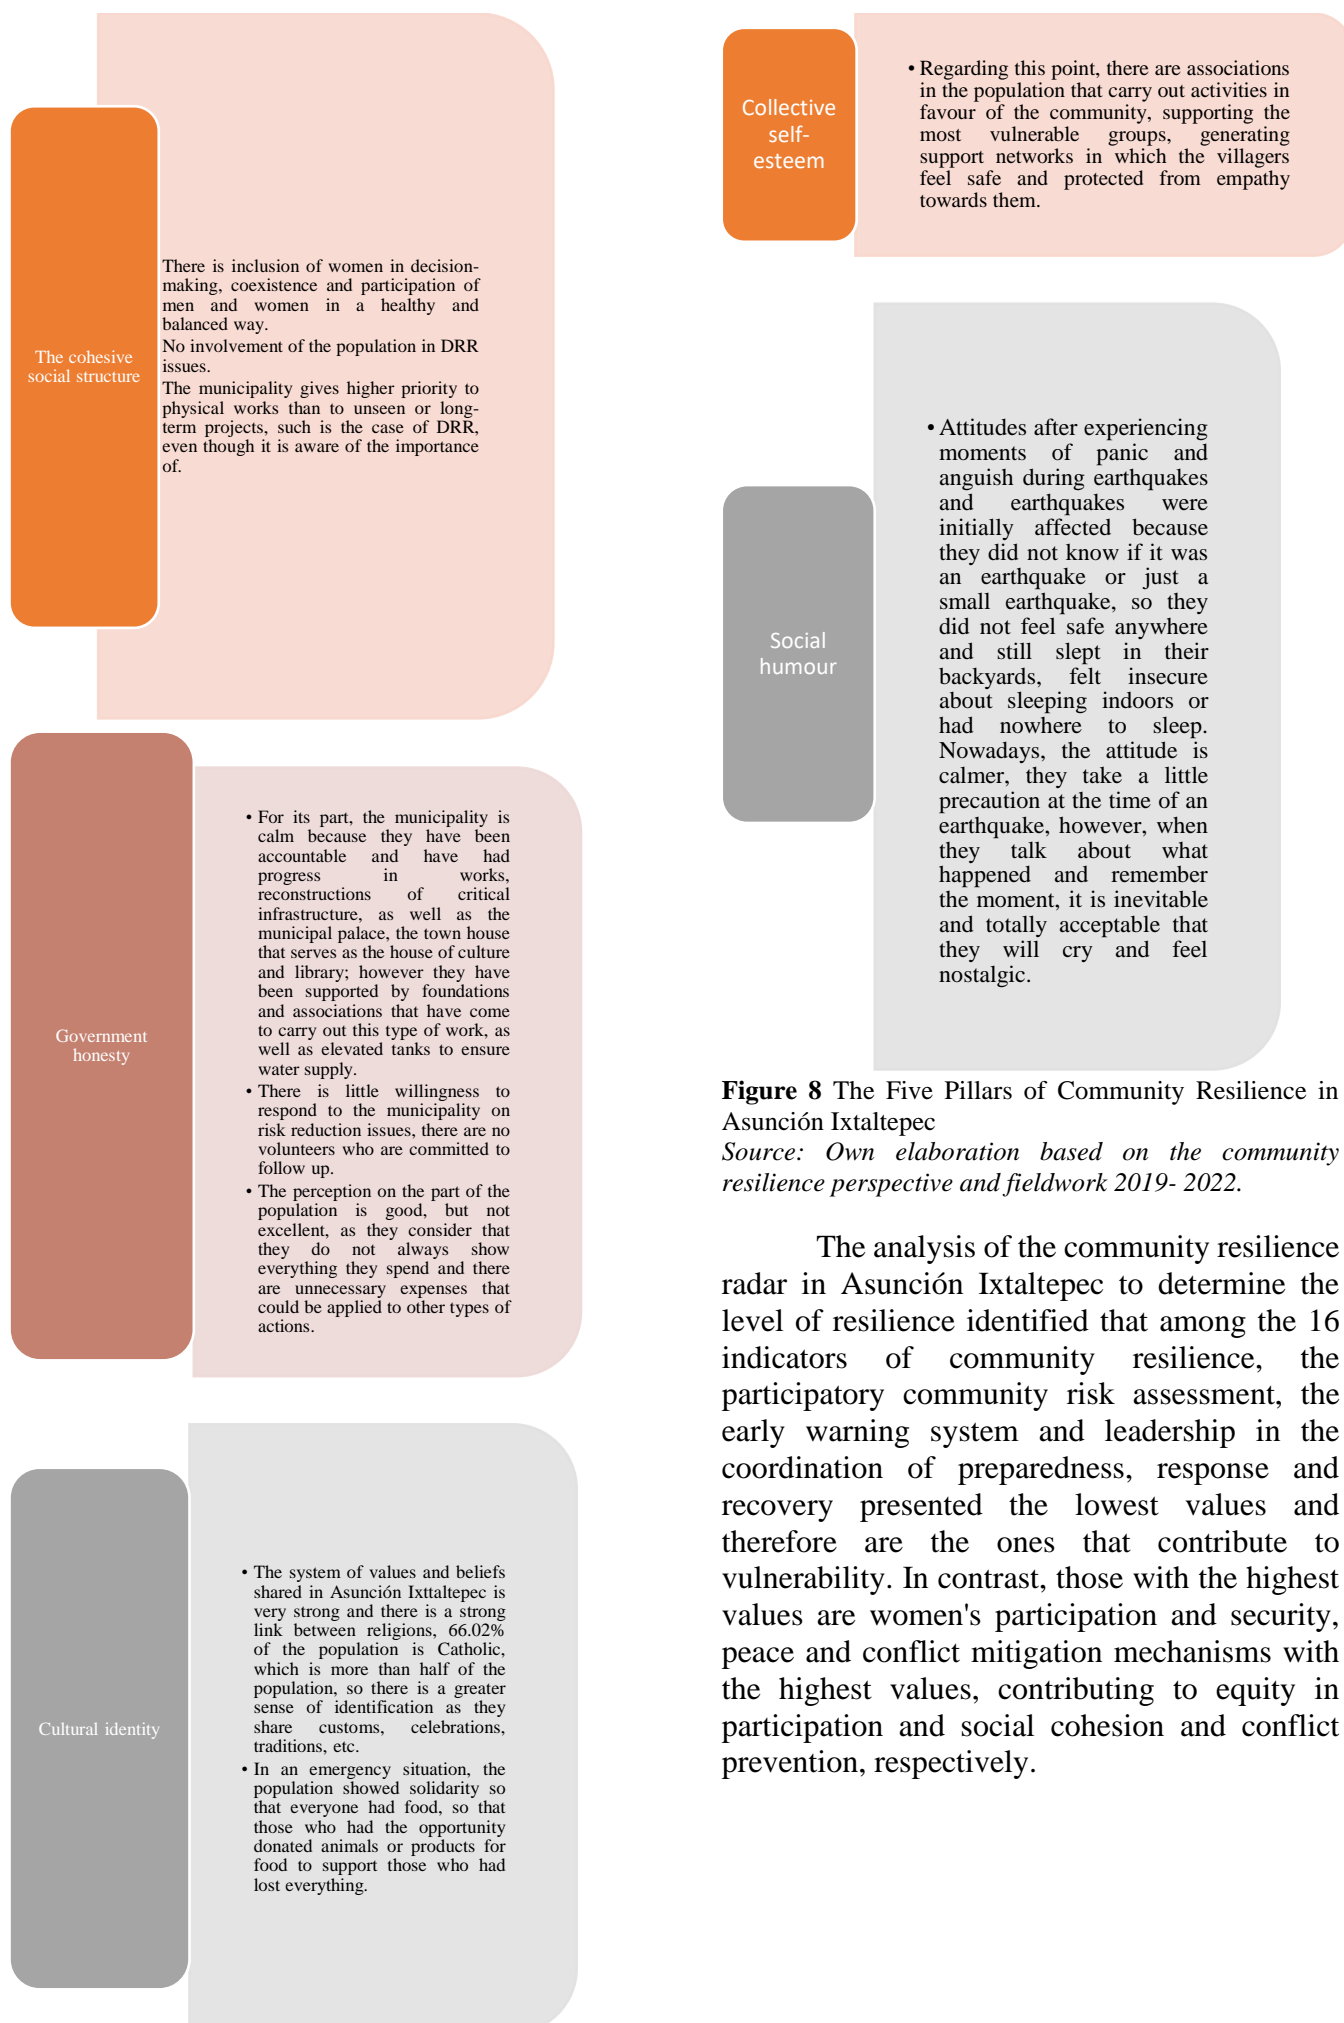 The cohesive
social structure
There is inclusion of women in decision-
making, coexistence and participation of
men and women in a healthy and
balanced way.
No involvement of the population in DRR
issues.
The municipality gives higher priority to
physical works than to unseen or long-
term projects, such is the case of DRR,
even though it is aware of the importance
of.
Government
honesty
• For its part, the municipality is
calm because they have been
accountable and have had
progress in works,
reconstructions of critical
infrastructure, as well as the
municipal palace, the town house
that serves as the house of culture
and library; however they have
been supported by foundations
and associations that have come
to carry out this type of work, as
well as elevated tanks to ensure
water supply.
• There is little willingness to
respond to the municipality on
risk reduction issues, there are no
volunteers who are committed to
follow up.
• The perception on the part of the
population is good, but not
excellent, as they consider that
they do not always show
everything they spend and there
are unnecessary expenses that
could be applied to other types of
actions.
Cultural identity
• The system of values and beliefs
shared in Asunción Ixttaltepec is
very strong and there is a strong
link between religions, 66.02%
of the population is Catholic,
which is more than half of the
population, so there is a greater
sense of identification as they
share customs, celebrations,
traditions, etc.
• In an emergency situation, the
population showed solidarity so
that everyone had food, so that
those who had the opportunity
donated animals or products for
food to support those who had
lost everything.
Collective
self-
esteem
• Regarding this point, there are associations
in the population that carry out activities in
favour of the community, supporting the
most vulnerable groups, generating
support networks in which the villagers
feel safe and protected from empathy
towards them.
Social
humour
• Attitudes after experiencing
moments of panic and
anguish during earthquakes
and earthquakes were
initially affected because
they did not know if it was
an earthquake or just a
small earthquake, so they
did not feel safe anywhere
and still slept in their
backyards, felt insecure
about sleeping indoors or
had nowhere to sleep.
Nowadays, the attitude is
calmer, they take a little
precaution at the time of an
earthquake, however, when
they talk about what
happened and remember
the moment, it is inevitable
and totally acceptable that
they will cry and feel
nostalgic.
Figure 8 The Five Pillars of Community Resilience in
Asunción Ixtaltepec
Source: Own elaboration based on the community
resilience perspective and fieldwork 2019- 2022.
The analysis of the community resilience
radar in Asunción Ixtaltepec to determine the
level of resilience identified that among the 16
indicators of community resilience, the
participatory community risk assessment, the
early warning system and leadership in the
coordination of preparedness, response and
recovery presented the lowest values and
therefore are the ones that contribute to
vulnerability. In contrast, those with the highest
values are women's participation and security,
peace and conflict mitigation mechanisms with
the highest values, contributing to equity in
participation and social cohesion and conflict
prevention, respectively.